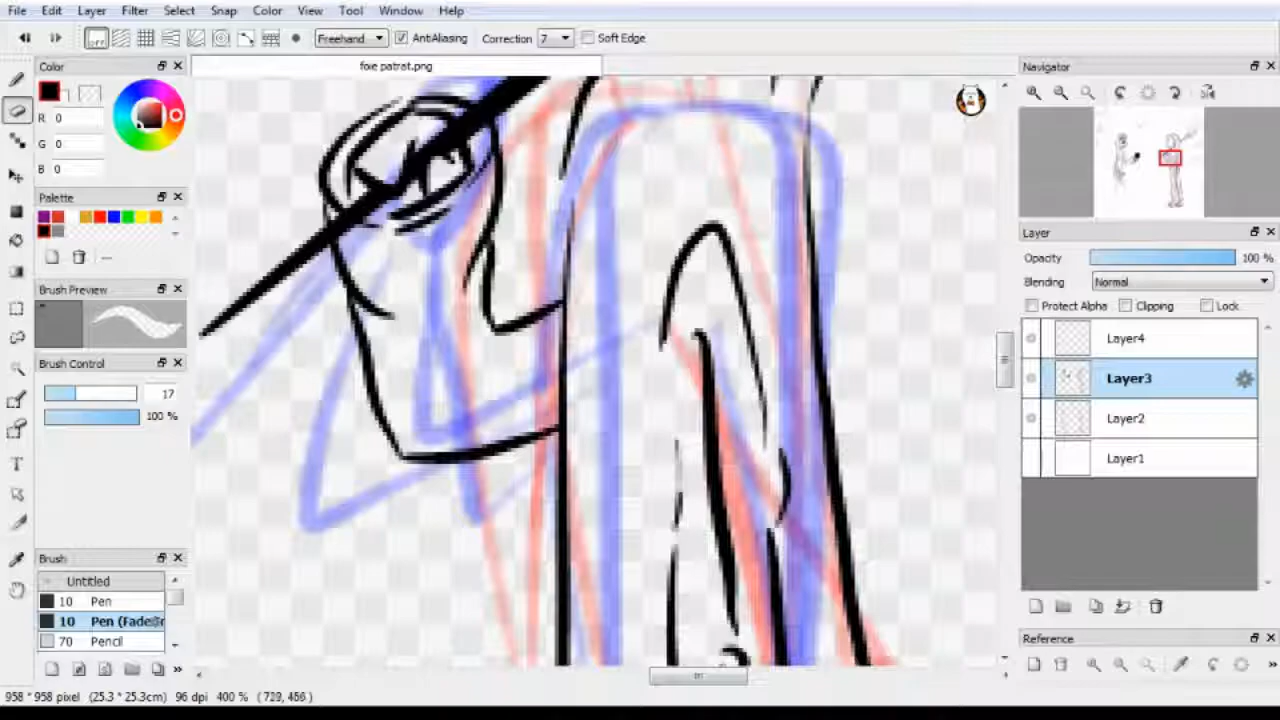 File Edit Layer Filter Select Snap Color View Tool Window Help
OFF Freehand AntiAliasing Correction 7 Soft Edge
Color
foie patrat.png
Navigator
R 0
G 0
B 0
Palette
Layer
Opacity 100 %
Blending Normal
Brush Preview
Protect Alpha Clipping Lock
Layer4
Brush Control
Layer3
17
100 %
Layer2
Layer1
Brush
Untitled
10 Pen
10 Pen (Fade
70 Pencil
Reference
958 * 958 pixel (25.3 * 25.3cm) 96 dpi 400 %